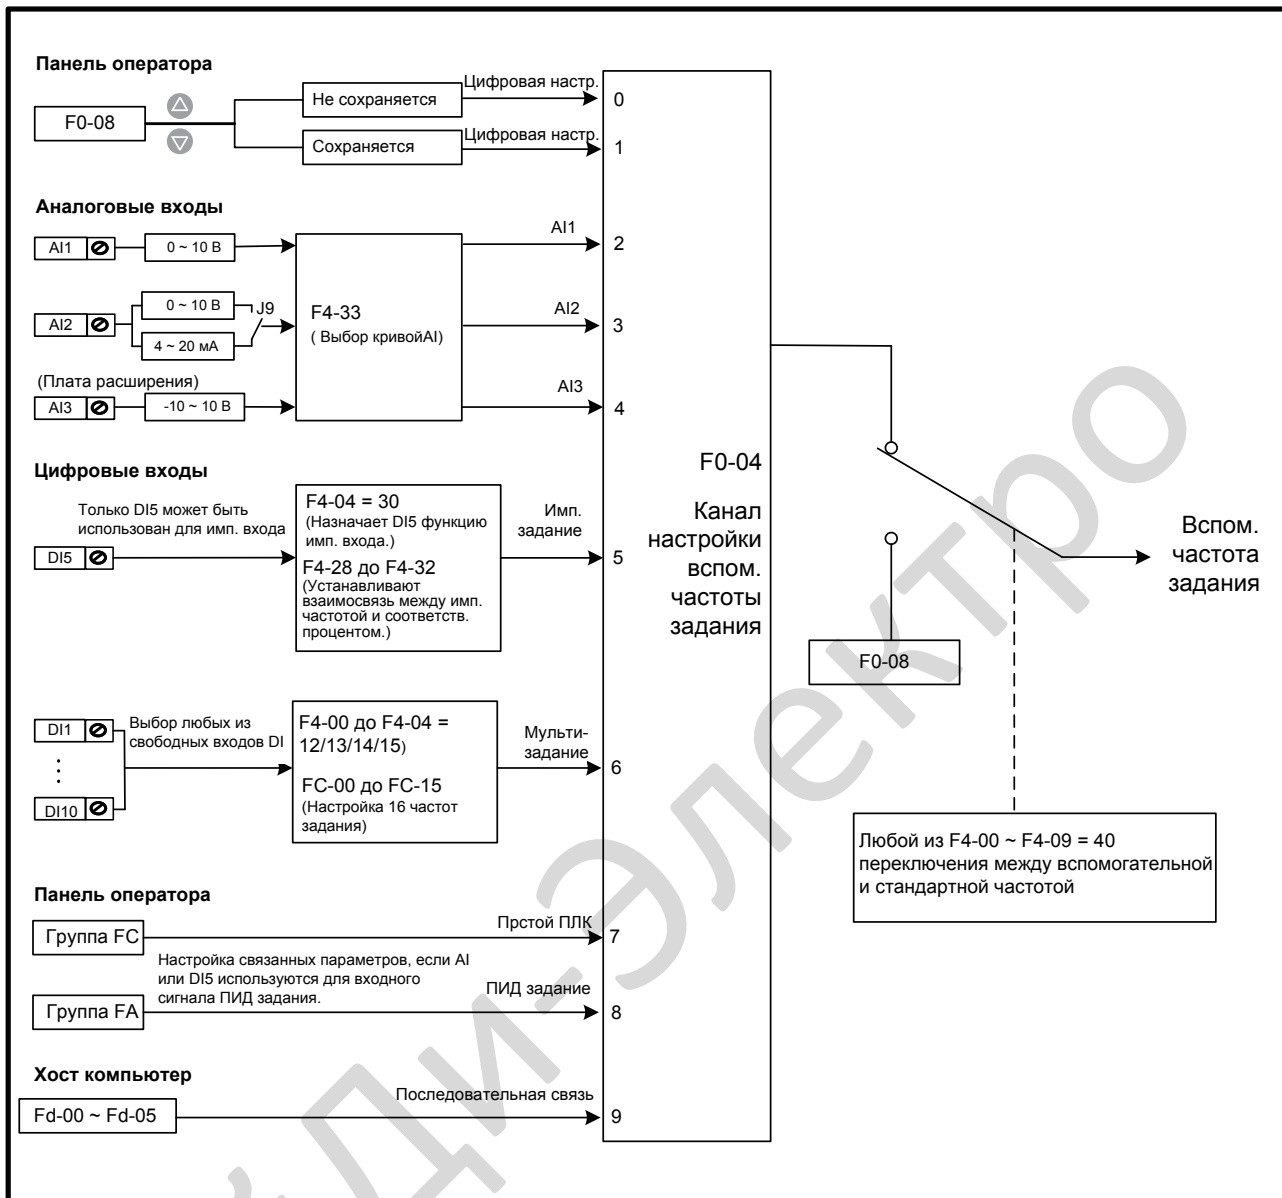 Панель оператора
F0-08
Не сохраняется
Цифровая настр.
0
Сохраняется
Цифровая настр.
1
Аналоговые входы
AI1
0 ~ 10 В
AI1
2
AI2
0 ~ 10 В
J9
4 ~ 20 мА
F4-33
( Выбор кривойAI)
AI2
3
(Плата расширения)
AI3
-10 ~ 10 В
AI3
4
Цифровые входы
Только DI5 может быть
использован для имп. входа
DI5
F4-04 = 30
(Назначает DI5 функцию
имп. входа.)
F4-28 до F4-32
(Устанавливают
взаимосвязь между имп.
частотой и соответств.
процентом.)
Имп.
задание
5
DI1
DI10
Выбор любых из
свободных входов DI
F4-00 до F4-04 =
12/13/14/15)
FC-00 до FC-15
(Настройка 16 частот
задания)
Мульти-
задание
6
Панель оператора
Группа FC
Прстой ПЛК
7
Настройка связанных параметров, если AI
или DI5 используются для входного
сигнала ПИД задания.
Группа FA
ПИД задание
8
Хост компьютер
Fd-00 ~ Fd-05
Последовательная связь
9
F0-04
Канал
настройки
вспом.
частоты
задания
F0-08
Вспом.
частота
задания
Любой из F4-00 ~ F4-09 = 40
переключения между вспомогательной
и стандартной частотой
Ди-Электро